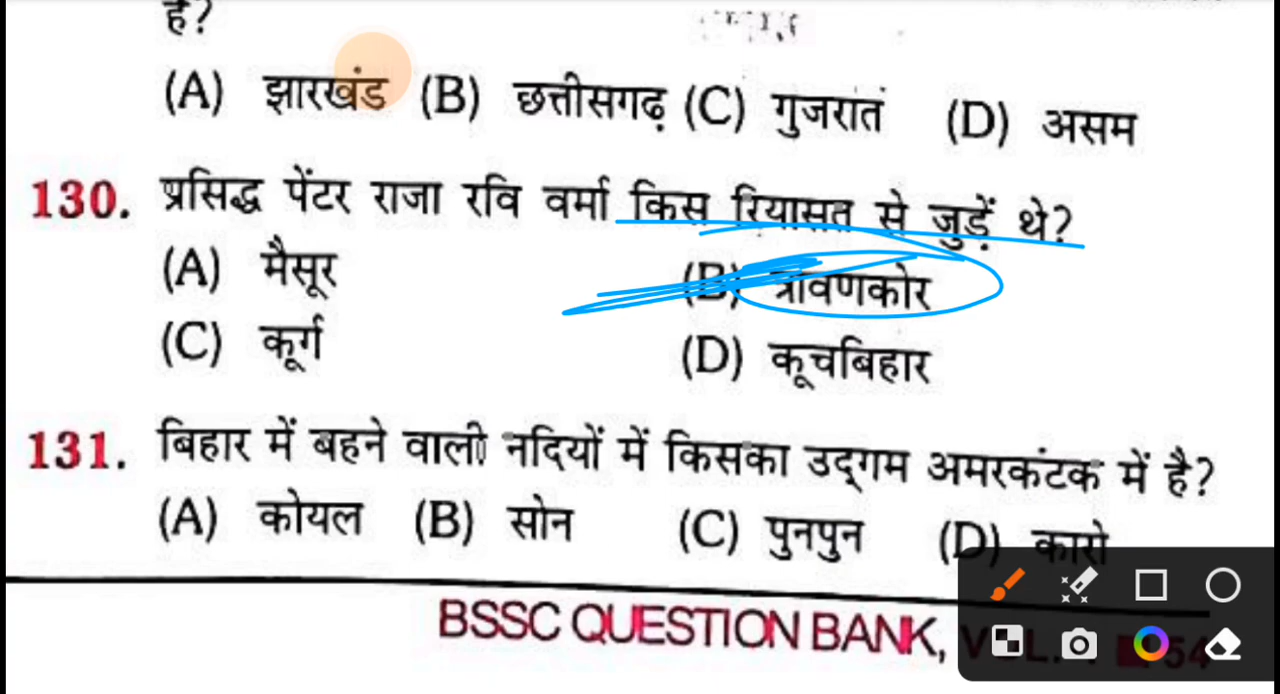 है?
(A) झारखंड (B) छत्तीसगढ़ (C) गुजरात (D) असम
130. प्रसिद्ध पेंटर राजा रवि वर्मा किस रियासत से जुड़ें थे?
(A) मैसूर (B) त्रावणकोर
(C) कूर्ग (D) कूचबिहार
131. बिहार में बहने वाली नदियों में किसका उद्गम अमरकंटक में है?
(A) कोयल (B) सोन (C) पुनपुन (D) कारो
BSSC QUESTION BANK,